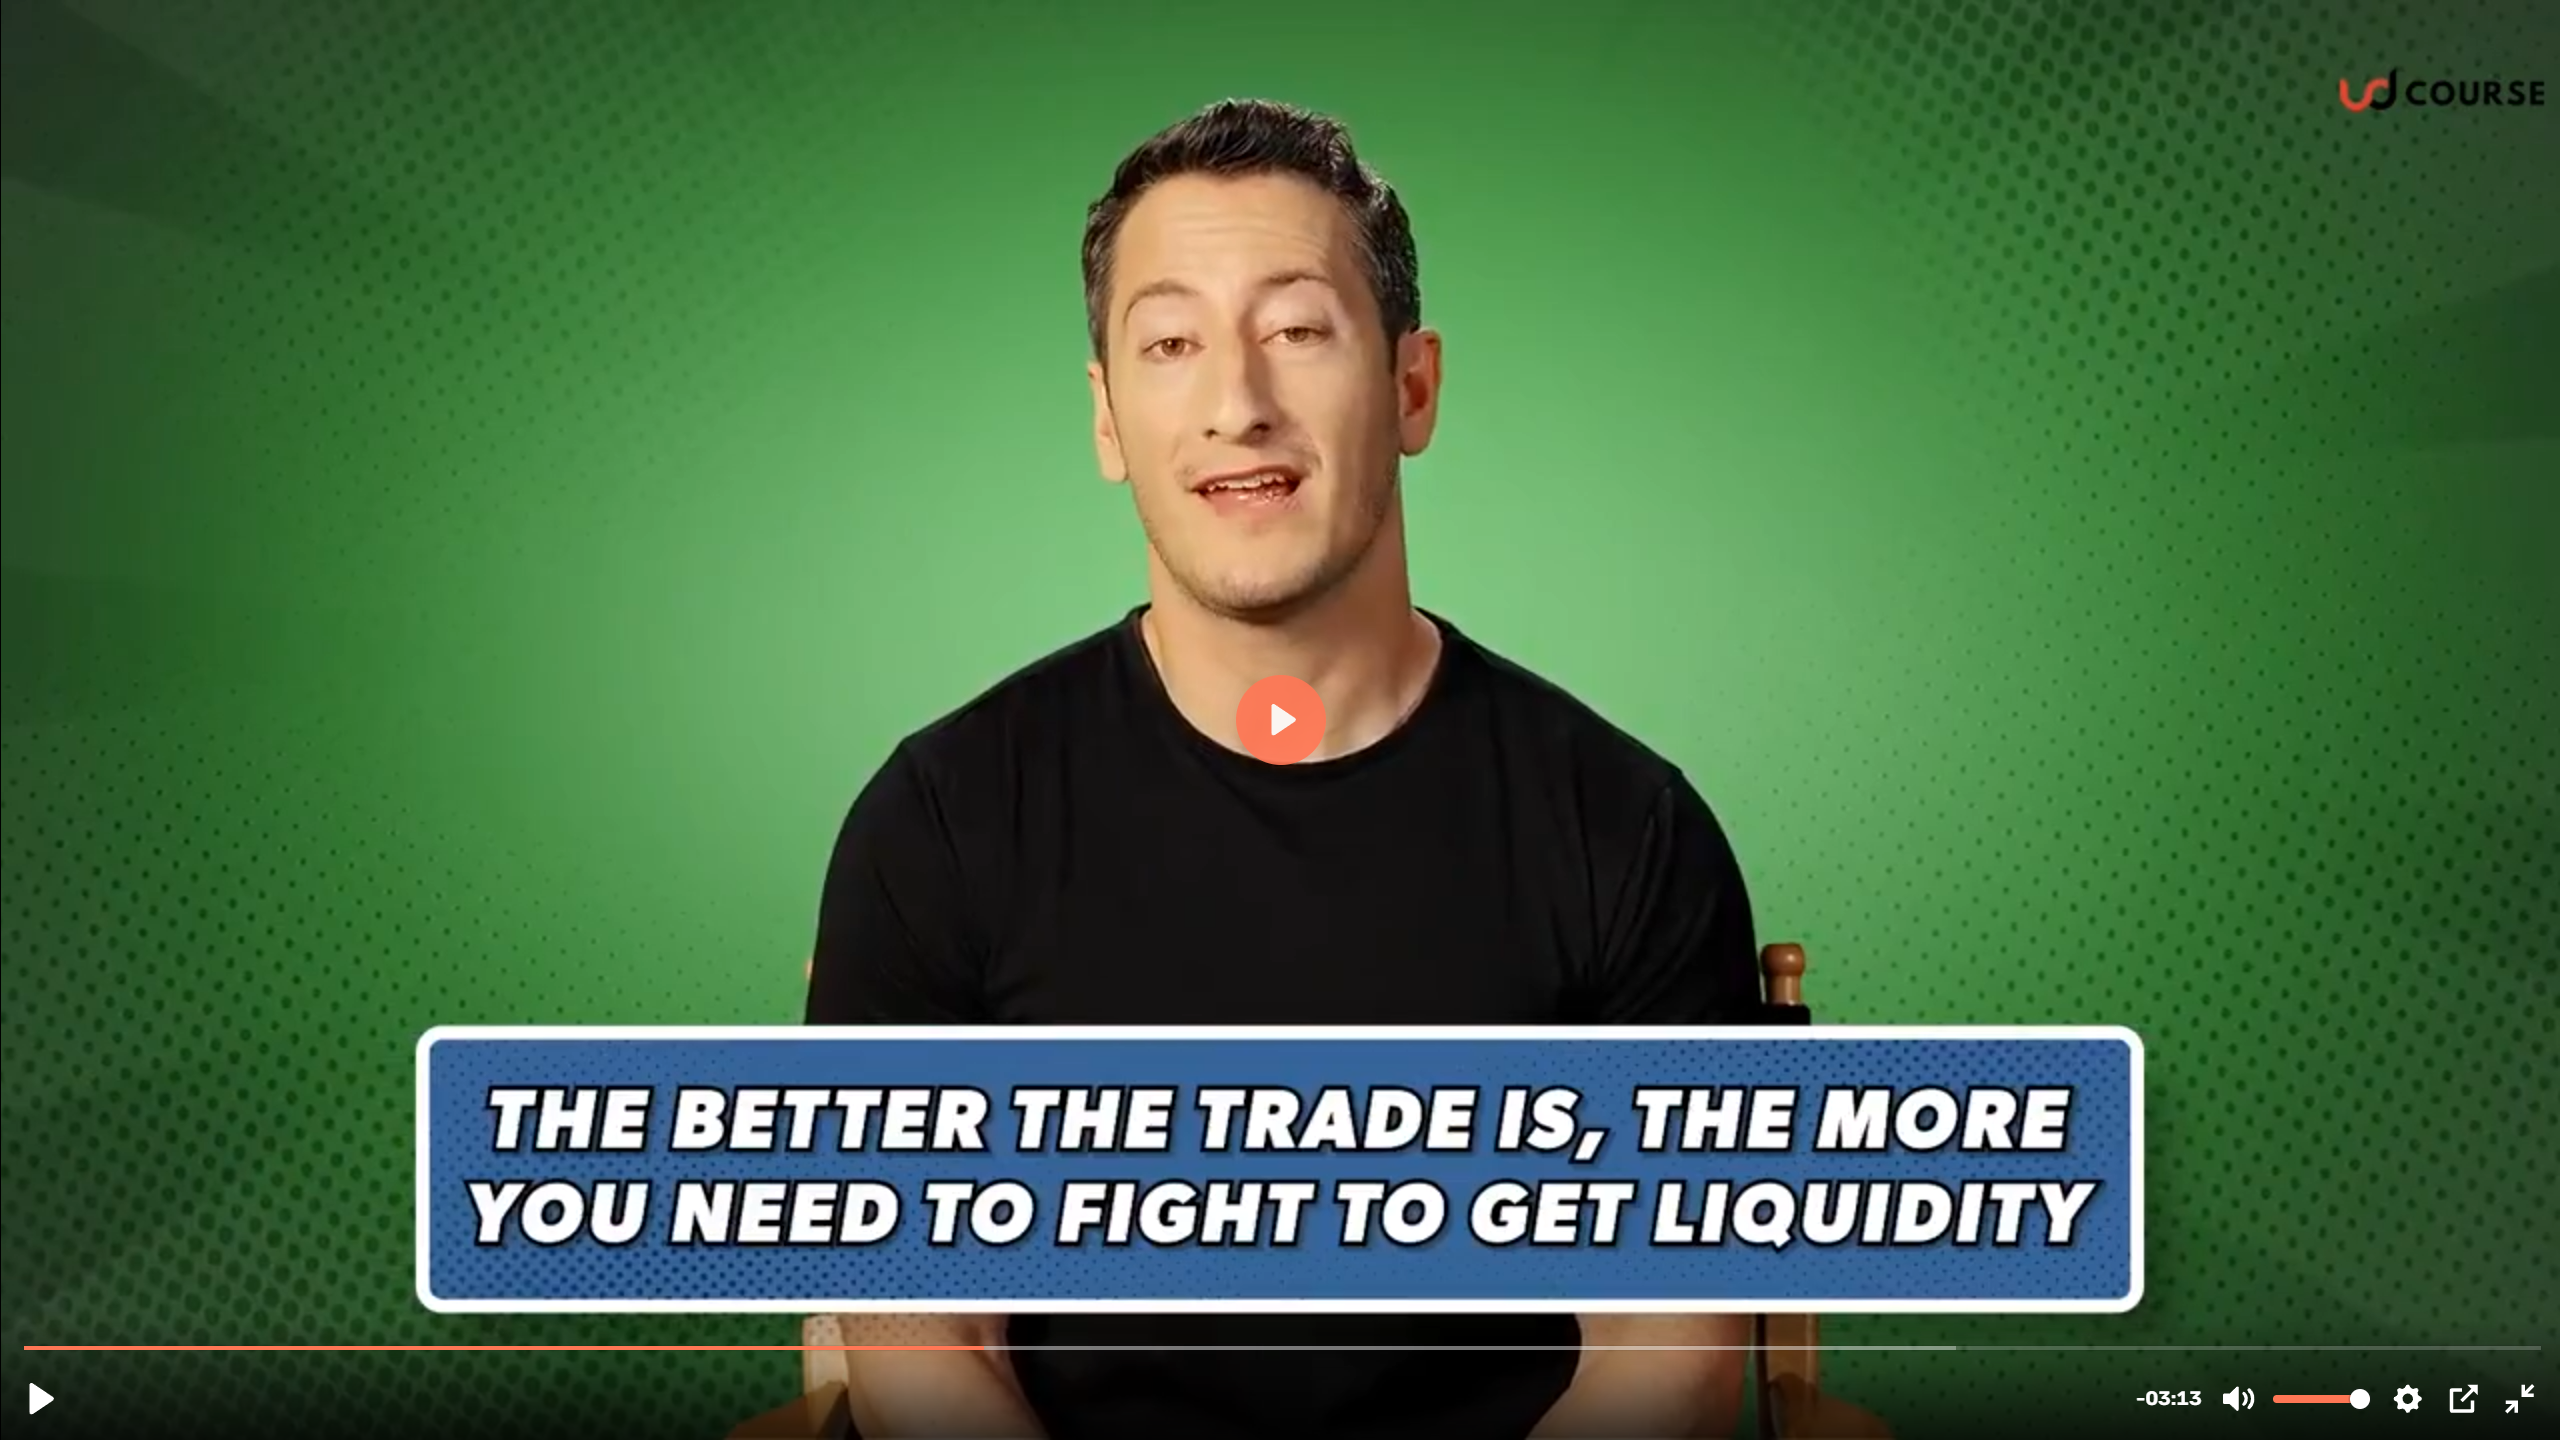 COURSE
THE BETTER THE TRADE IS, THE MORE
YOU NEED TO FIGHT TO GET LIQUIDITY
-03:13